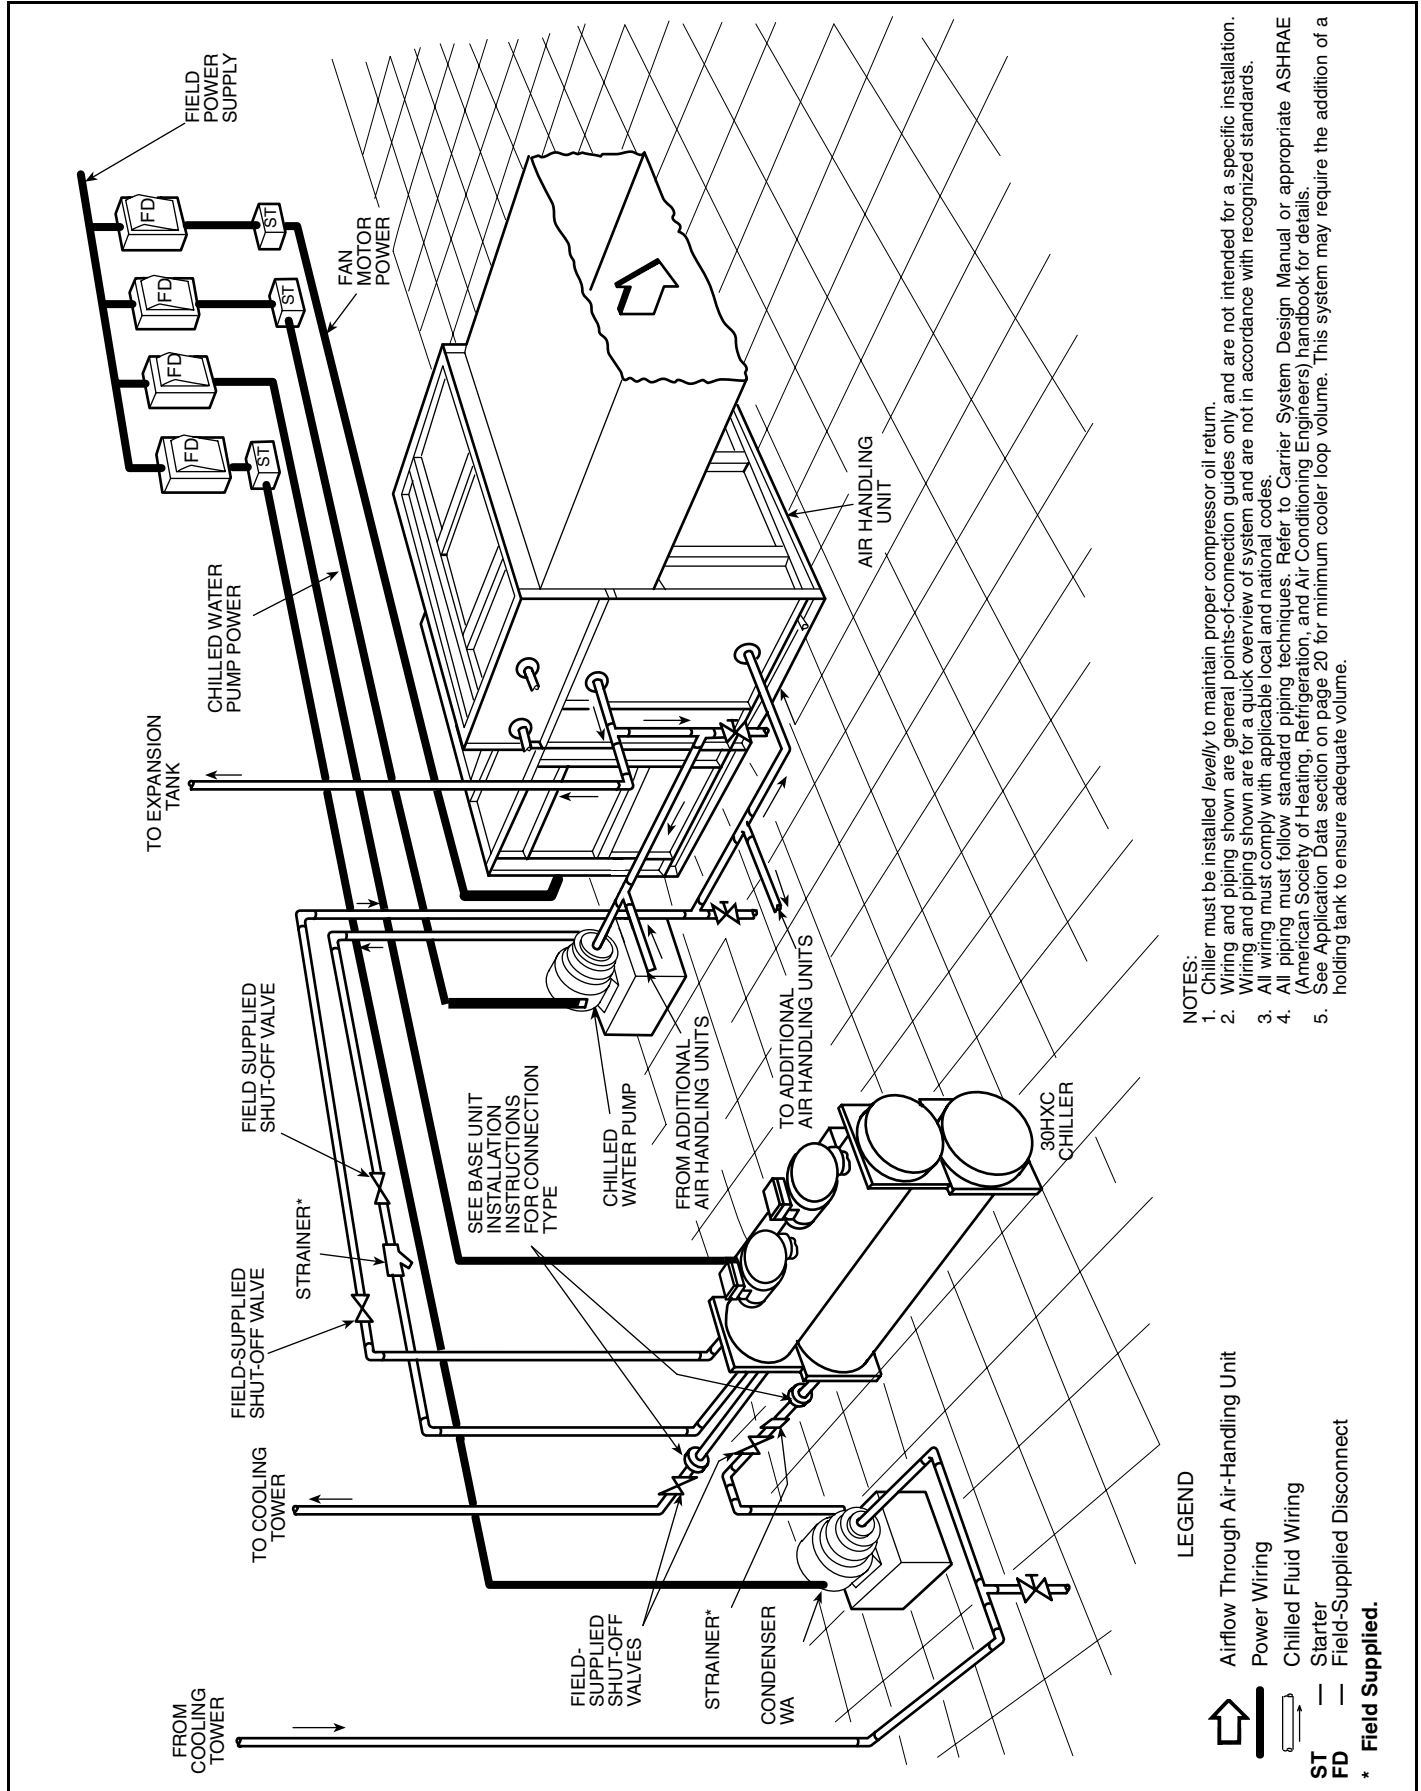 FIELD
POWER
SUPPLY
FD
FD
FD
FD
ST
ST
ST
FAN
MOTOR
POWER
CHILLED WATER
PUMP POWER
TO EXPANSION
TANK
AIR HANDLING
UNIT
FIELD SUPPLIED
SHUT-OFF VALVE
STRAINER*
FIELD-SUPPLIED
SHUT-OFF VALVE
SEE BASE UNIT
INSTALLATION
INSTRUCTIONS
FOR CONNECTION
TYPE
CHILLED
WATER PUMP
FROM ADDITIONAL
AIR HANDLING UNITS
TO ADDITIONAL
AIR HANDLING UNITS
30HXC
CHILLER
TO COOLING
TOWER
FROM
COOLING
TOWER
FIELD-
SUPPLIED
SHUT-OFF
VALVES
STRAINER*
CONDENSER
WA
LEGEND
Airflow Through Air-Handling Unit
Power Wiring
Chilled Fluid Wiring
ST — Starter
FD — Field-Supplied Disconnect
* Field Supplied.
NOTES:
1. Chiller must be installed levelly to maintain proper compressor oil return.
2. Wiring and piping shown are general points-of-connection guides only and are not intended for a specific installation.
Wiring and piping shown are for a quick overview of system and are not in accordance with recognized standards.
3. All wiring must comply with applicable local and national codes.
4. All piping must follow standard piping techniques. Refer to Carrier System Design Manual or appropriate ASHRAE
(American Society of Heating, Refrigeration, and Air Conditioning Engineers) handbook for details.
5. See Application Data section on page 20 for minimum cooler loop volume. This system may require the addition of a
holding tank to ensure adequate volume.